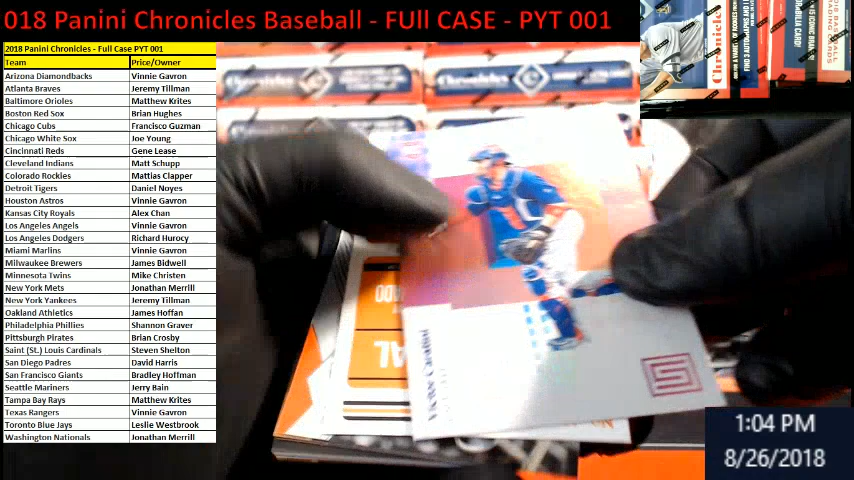 018 Panini Chronicles Baseball - FUll CASE - PYT 001
2018 Panini Chronicles - Full Case PYT 001
Team Price/Owner
Arizona Diamondbacks Vinnie Gavron
Atlanta Braves Jeremy Tillman
Baltimore Orioles Matthew Krites
Boston Red Sox Brian Hughes
Chicago Cubs Francisco Guzman
Chicago White Sox Joe Young
Cincinnati Reds Gene Lease
Cleveland Indians Matt Schupp
Colorado Rockies Mattias Clapper
Detroit Tigers Daniel Noyes
Houston Astros Vinnie Gavron
Kansas City Royals Alex Chan
Los Angeles Angels Vinnie Gavron
Los Angeles Dodgers Richard Hurocy
Miami Marlins Vinnie Gavron
Milwaukee Brewers James Bidwell
Minnesota Twins Mike Christen
New York Mets Jonathan Merrill
New York Yankees Jeremy Tillman
Oakland Athletics James Hoffan
Philadelphia Phillies Shannon Graver
Pittsburgh Pirates Brian Crosby
Saint (St.) Louis Cardinals Steven Shelton
San Diego Padres David Harris
San Francisco Giants Bradley Hoffman
Seattle Mariners Jerry Bain
Tampa Bay Rays Matthew Krites
Texas Rangers Vinnie Gavron
Toronto Blue Jays Leslie Westbrook
Washington Nationals Jonathan Merrill
Chronicles
Chronicles
Chronicles
Victor Caratini
1:04 PM
8/26/2018